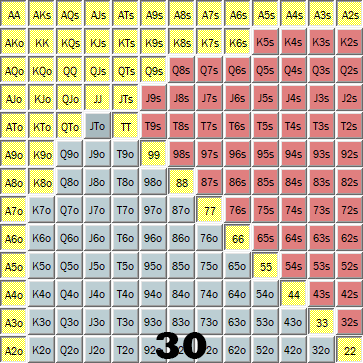 AA AKs AQs AJs ATs A9s A8s A7s A6s A5s A4s A3s A2s
AKo KK KQs KJs KTs K9s K8s K7s K6s K5s K4s K3s K2s
AQo KQo QQ QJs QTs Q9s Q8s Q7s Q6s Q5s Q4s Q3s Q2s
AJo KJo QJo JJ JTs J9s J8s J7s J6s J5s J4s J3s J2s
ATo KTo QTo JTo TT T9s T8s T7s T6s T5s T4s T3s T2s
A9o K9o Q9o J9o T9o 99 98s 97s 96s 95s 94s 93s 92s
A8o K8o Q8o J8o T8o 98o 88 87s 86s 85s 84s 83s 82s
A7o K7o Q7o J7o T7o 97o 87o 77 76s 75s 74s 73s 72s
A6o K6o Q6o J6o T6o 96o 86o 76o 66 65s 64s 63s 62s
A5o K5o Q5o J5o T5o 95o 85o 75o 65o 55 54s 53s 52s
A4o K4o Q4o J4o T4o 94o 84o 74o 64o 54o 44 43s 42s
A3o K3o Q3o J3o T3o 93o 83o 73o 63o 53o 43o 33 32s
A2o K2o Q2o J2o T2o 62o 52o 42o 32o 22
30